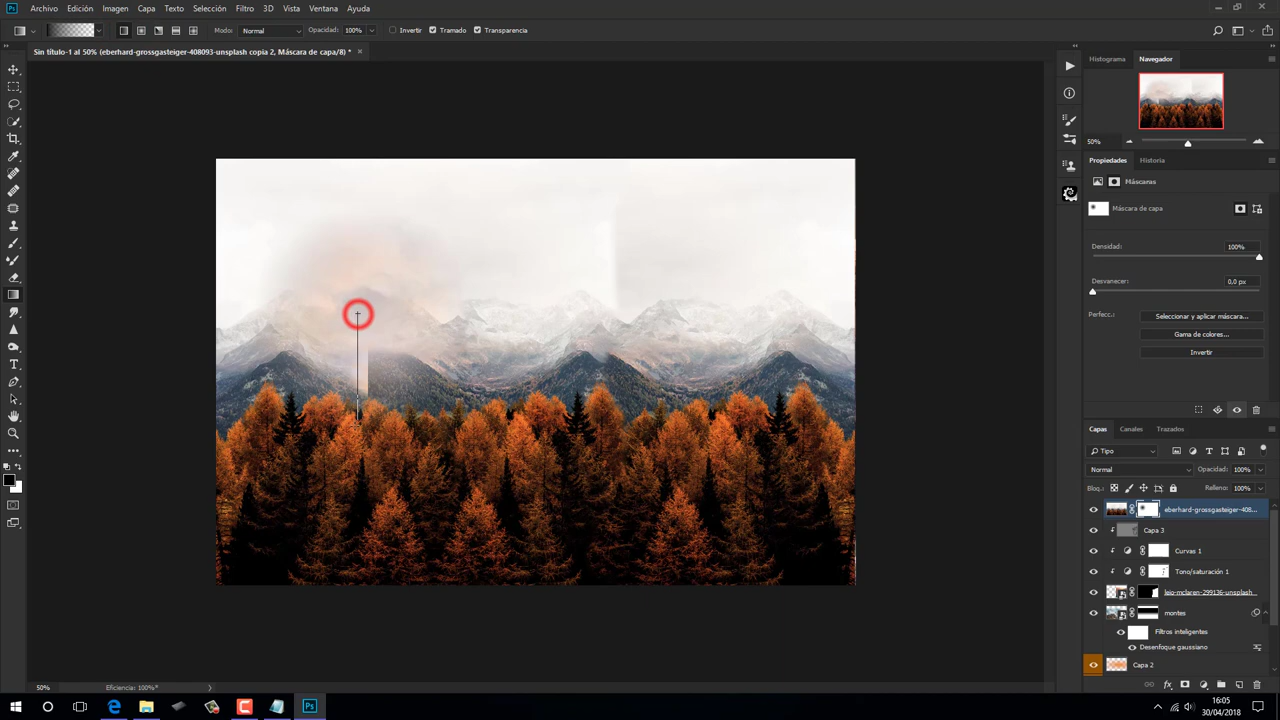 Ps Archivo Edición Imagen Capa Texto Selección Filtro 3D Vista Ventana Ayuda
Modo: Normal Opacidad: 100% Invertir Tramado Transparencia
Sin título-1 al 50% (eberhard-grossgasteiger-408093-unsplash copia 2, Máscara de capa/8) * ×
Histograma Navegador
50%
Propiedades Historia
Máscaras
Máscara de capa
Densidad: 100%
Desvanecer: 0,0 px
Perfecc.: Seleccionar y aplicar máscara...
Gama de colores...
Invertir
Capas Canales Trazados
Tipo
Normal Opacidad: 100%
Bloq.: Relleno: 100%
eberhard-grossgasteiger-408...
Capa 3
Curvas 1
Tono/saturación 1
leio-mclaren-299136-unsplash
montes
Filtros inteligentes
Desenfoque gaussiano
Capa 2
50% Eficiencia: 100%*
Ps
16:05
30/04/2018